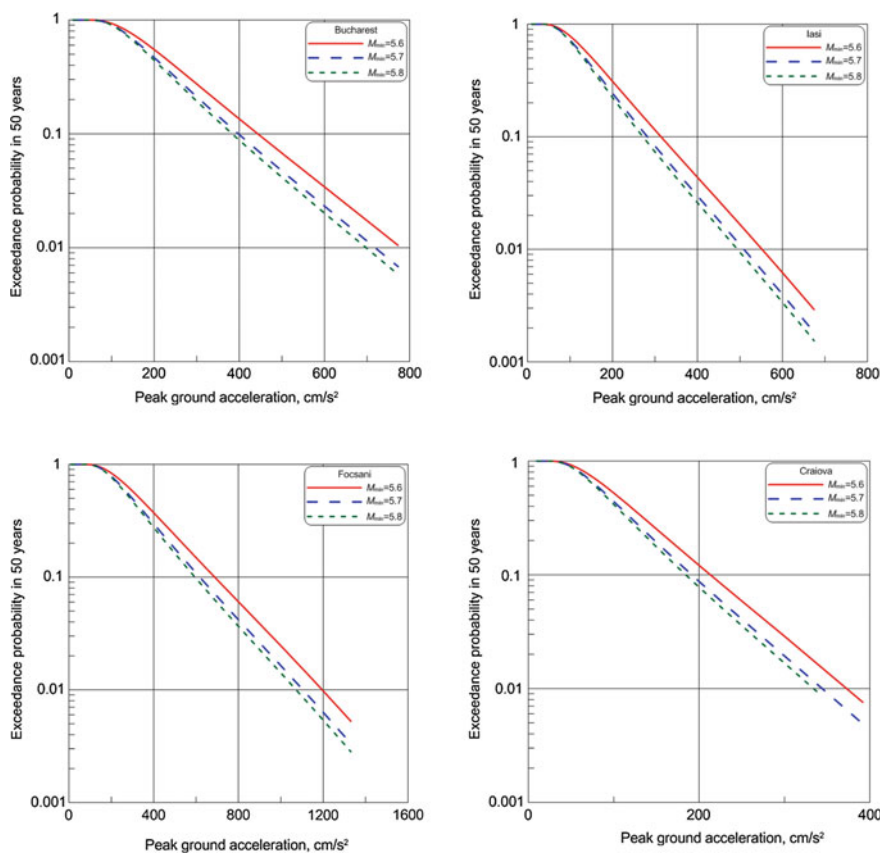 Bucharest
Mmin=5.6
Mmin=5.7
Mmin=5.8
1
0.1
0.01
0.001
Exceedance probability in 50 years
0 200 400 600 800
Peak ground acceleration, cm/s²
Iasi
Mmin=5.6
Mmin=5.7
Mmin=5.8
1
0.1
0.01
0.001
Exceedance probability in 50 years
0 200 400 600 800
Peak ground acceleration, cm/s²
Focsani
Mmin=5.6
Mmin=5.7
Mmin=5.8
1
0.1
0.01
0.001
Exceedance probability in 50 years
0 400 800 1200 1600
Peak ground acceleration, cm/s²
Craiova
Mmin=5.6
Mmin=5.7
Mmin=5.8
1
0.1
0.01
0.001
Exceedance probability in 50 years
0 200 400
Peak ground acceleration, cm/s²